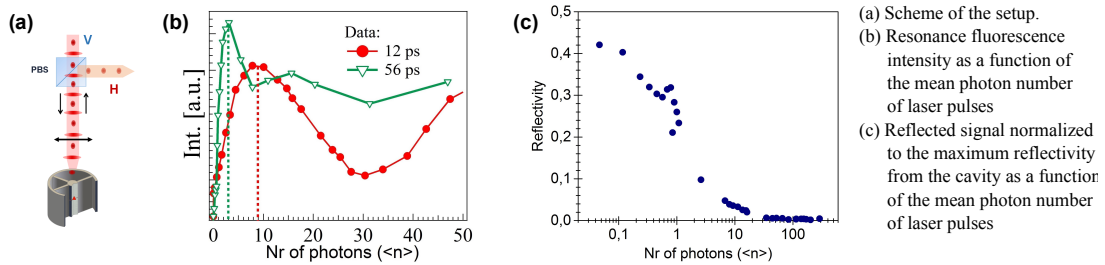 (a)
V
PBS
H
(b)
Int. [a.u.]
Data:
12 ps
56 ps
0
10
20
30
40
50
Nr of photons (<n>)
(c)
Reflectivity
0,5
0,4
0,3
0,2
0,1
0,0
0,1
1
10
100
Nr of photons (<n>)
(a) Scheme of the setup.
(b) Resonance fluorescence
intensity as a function of
the mean photon number
of laser pulses
(c) Reflected signal normalized
to the maximum reflectivity
from the cavity as a function
of the mean photon number
of laser pulses